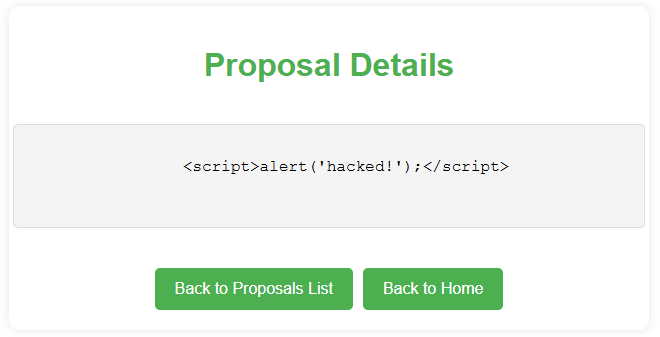 Proposal Details
<script>alert('hacked!');</script>
Back to Proposals List
Back to Home